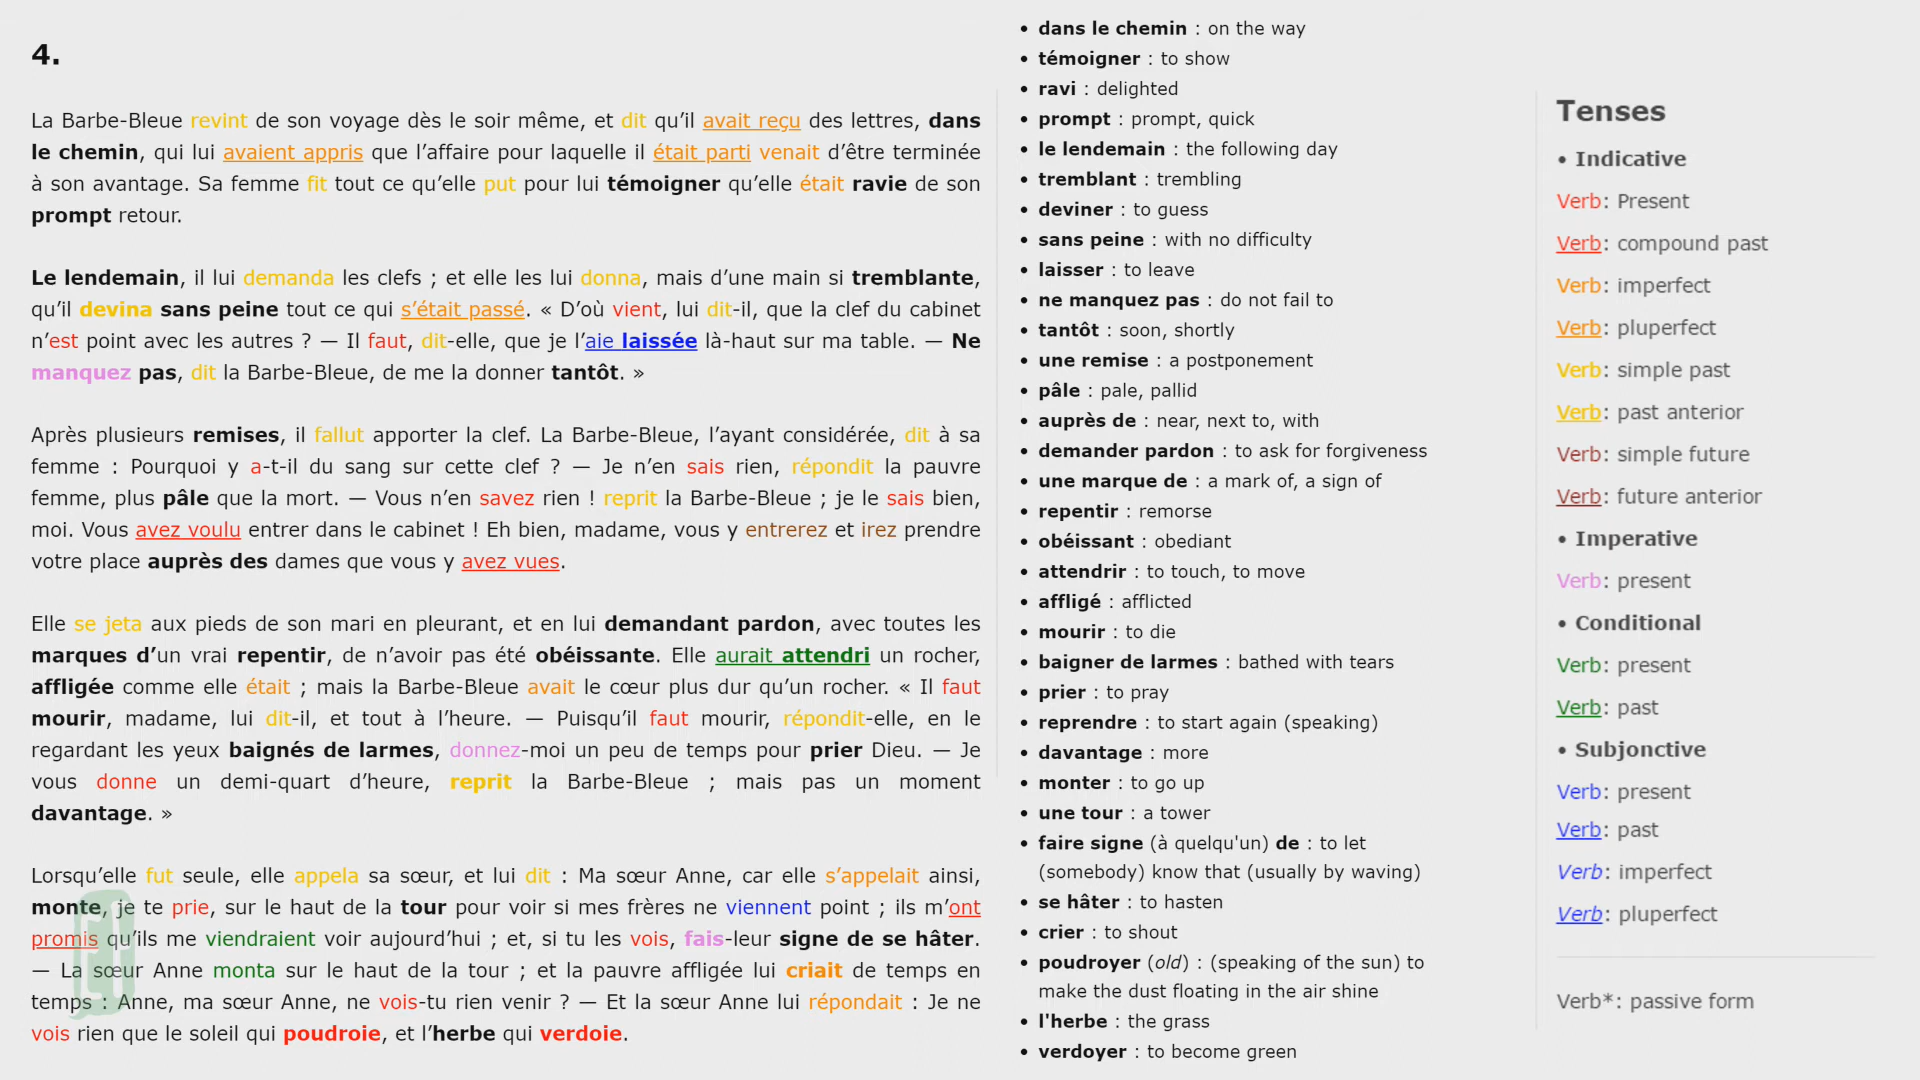 4.
La Barbe-Bleue revint de son voyage dès le soir même, et dit qu’il avait reçu des lettres, dans
le chemin, qui lui avaient appris que l’affaire pour laquelle il était parti venait d’être terminée
à son avantage. Sa femme fit tout ce qu’elle put pour lui témoigner qu’elle était ravie de son
prompt retour.
Le lendemain, il lui demanda les clefs ; et elle les lui donna, mais d’une main si tremblante,
qu’il devina sans peine tout ce qui s’était passé. « D’où vient, lui dit-il, que la clef du cabinet
n’est point avec les autres ? — Il faut, dit-elle, que je l’aie laissée là-haut sur ma table. — Ne
manquez pas, dit la Barbe-Bleue, de me la donner tantôt. »
Après plusieurs remises, il fallut apporter la clef. La Barbe-Bleue, l’ayant considérée, dit à sa
femme : Pourquoi y a-t-il du sang sur cette clef ? — Je n’en sais rien, répondit la pauvre
femme, plus pâle que la mort. — Vous n’en savez rien ! reprit la Barbe-Bleue ; je le sais bien,
moi. Vous avez voulu entrer dans le cabinet ! Eh bien, madame, vous y entrerez et irez prendre
votre place auprès des dames que vous y avez vues.
Elle se jeta aux pieds de son mari en pleurant, et en lui demandant pardon, avec toutes les
marques d’un vrai repentir, de n’avoir pas été obéissante. Elle aurait attendri un rocher,
affligée comme elle était ; mais la Barbe-Bleue avait le cœur plus dur qu’un rocher. « Il faut
mourir, madame, lui dit-il, et tout à l’heure. — Puisqu’il faut mourir, répondit-elle, en le
regardant les yeux baignés de larmes, donnez-moi un peu de temps pour prier Dieu. — Je
vous donne un demi-quart d’heure, reprit la Barbe-Bleue ; mais pas un moment
davantage. »
Lorsqu’elle fut seule, elle appela sa sœur, et lui dit : Ma sœur Anne, car elle s’appelait ainsi,
monte, je te prie, sur le haut de la tour pour voir si mes frères ne viennent point ; ils m’ont
promis qu’ils me viendraient voir aujourd’hui ; et, si tu les vois, fais-leur signe de se hâter.
— La sœur Anne monta sur le haut de la tour ; et la pauvre affligée lui criait de temps en
temps : Anne, ma sœur Anne, ne vois-tu rien venir ? — Et la sœur Anne lui répondait : Je ne
vois rien que le soleil qui poudroie, et l’herbe qui verdoie.
• dans le chemin : on the way
• témoigner : to show
• ravi : delighted
• prompt : prompt, quick
• le lendemain : the following day
• tremblant : trembling
• deviner : to guess
• sans peine : with no difficulty
• laisser : to leave
• ne manquez pas : do not fail to
• tantôt : soon, shortly
• une remise : a postponement
• pâle : pale, pallid
• auprès de : near, next to, with
• demander pardon : to ask for forgiveness
• une marque de : a mark of, a sign of
• repentir : remorse
• obéissant : obediant
• attendrir : to touch, to move
• affligé : afflicted
• mourir : to die
• baigner de larmes : bathed with tears
• prier : to pray
• reprendre : to start again (speaking)
• davantage : more
• monter : to go up
• une tour : a tower
• faire signe (à quelqu'un) de : to let
(somebody) know that (usually by waving)
• se hâter : to hasten
• crier : to shout
• poudroyer (old) : (speaking of the sun) to
make the dust floating in the air shine
• l'herbe : the grass
• verdoyer : to become green
Tenses
• Indicative
Verb: Present
Verb: compound past
Verb: imperfect
Verb: pluperfect
Verb: simple past
Verb: past anterior
Verb: simple future
Verb: future anterior
• Imperative
Verb: present
• Conditional
Verb: present
Verb: past
• Subjonctive
Verb: present
Verb: past
Verb: imperfect
Verb: pluperfect
Verb*: passive form